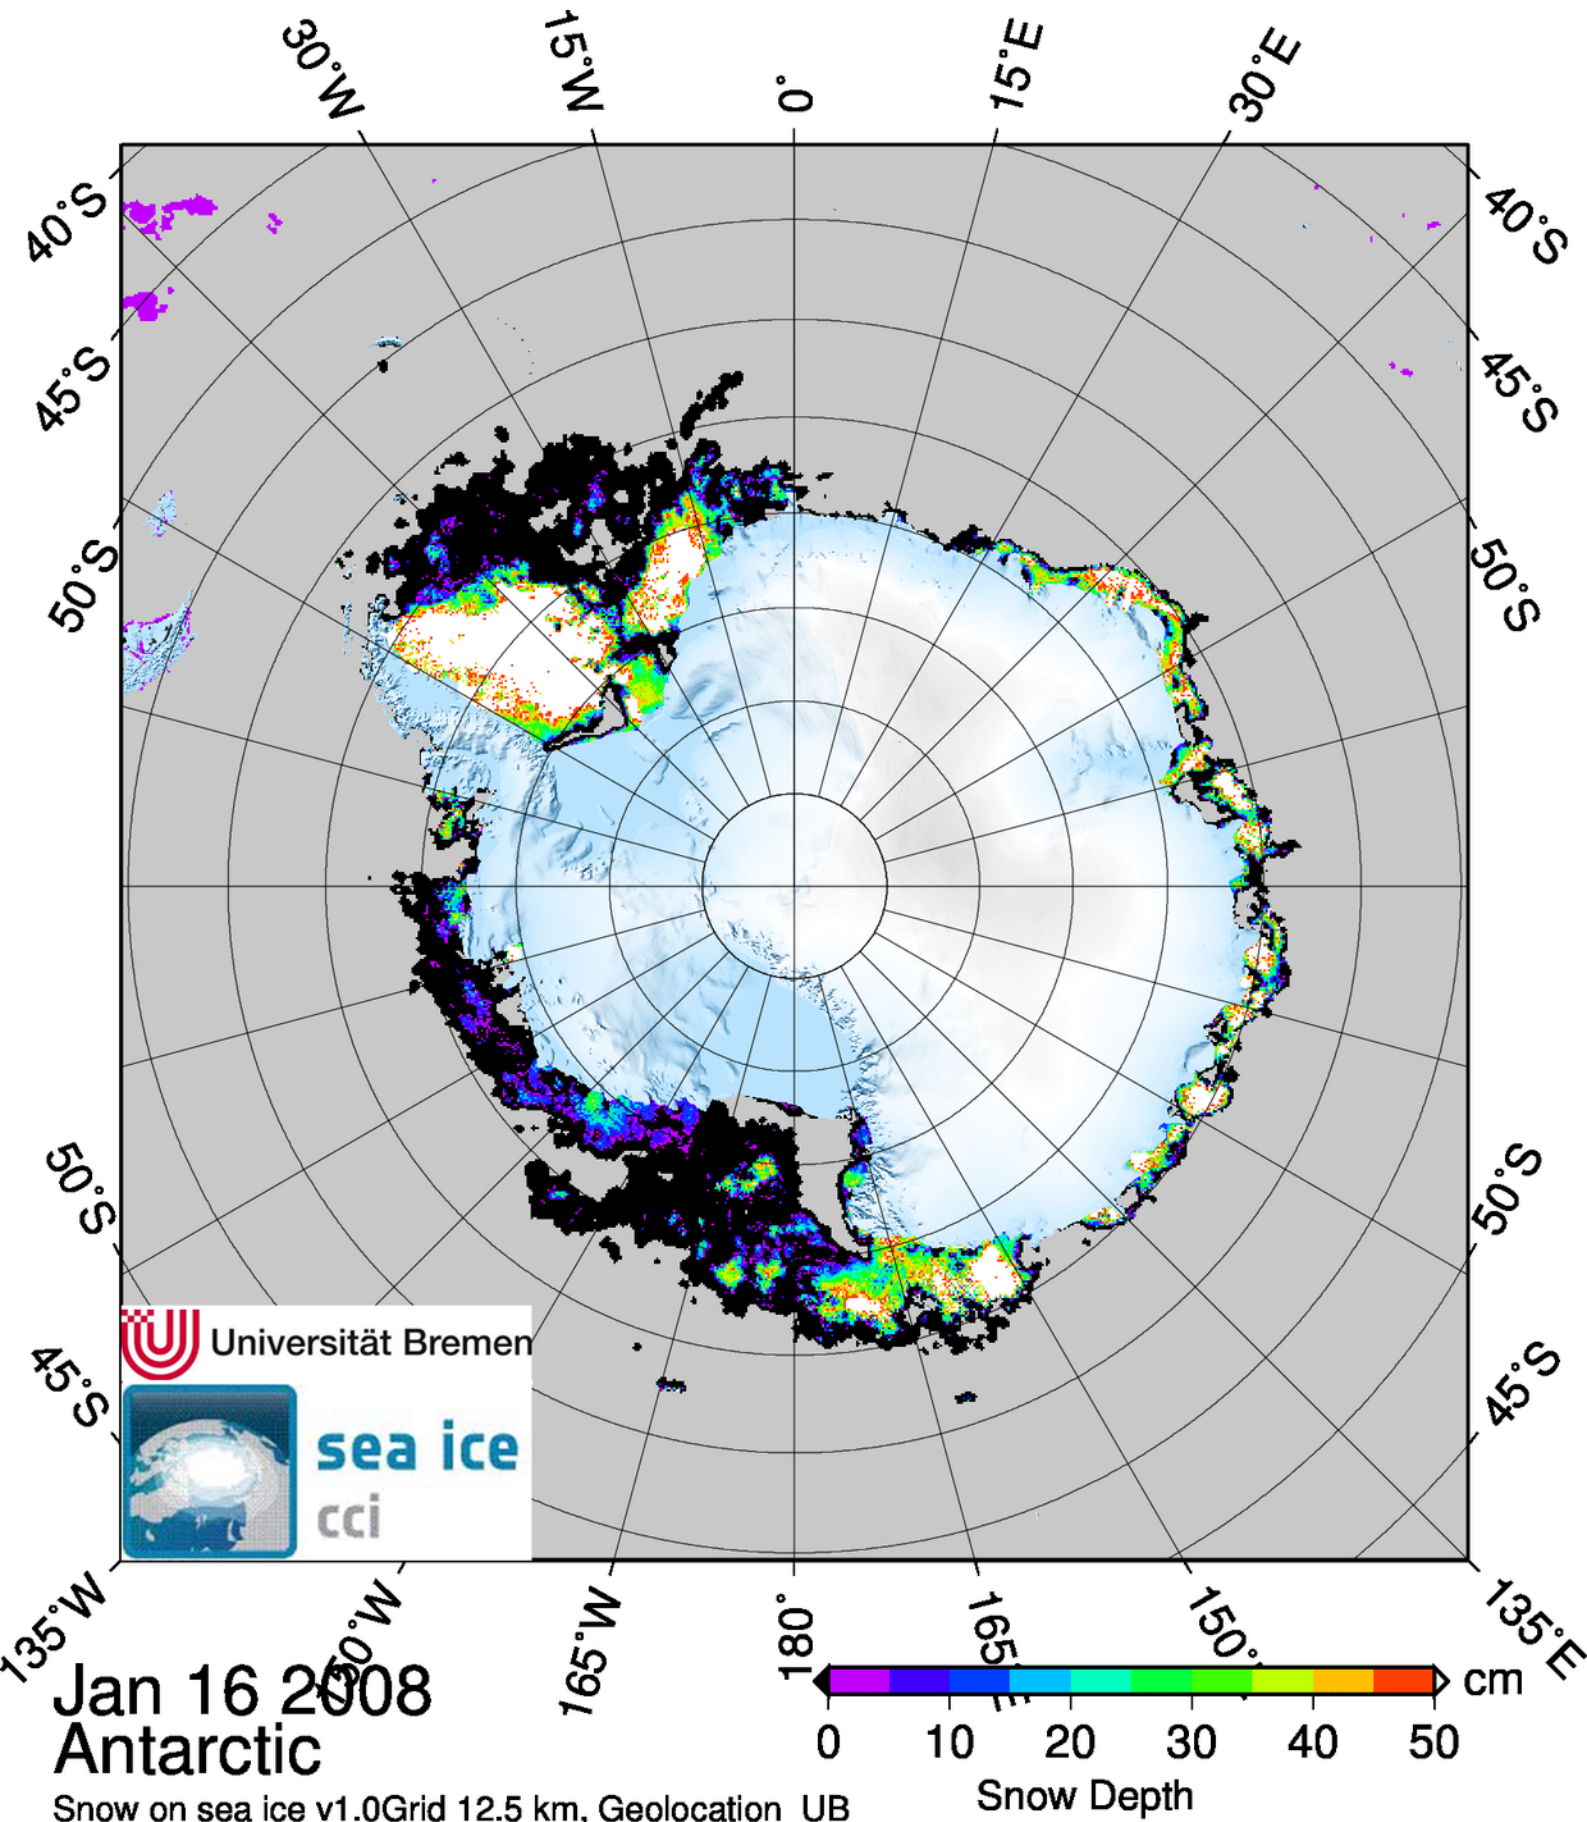 30°W 15°W 0° 15°E 30°E
40°S 40°S
45°S 45°S
50°S 50°S
50°S 50°S
45°S 45°S
Universität Bremen
sea ice
cci
135°W 150°W 165°W 180° 165°E 150° 135°E
Jan 16 2008
Antarctic
Snow on sea ice v1.0Grid 12.5 km, Geolocation UB
cm
0 10 20 30 40 50
Snow Depth